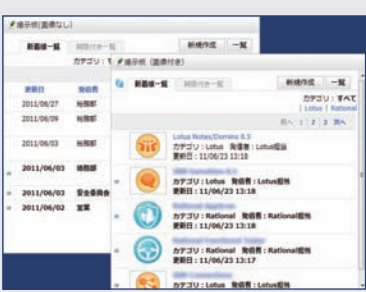 掲示板(画像なし)
新着順一覧
新規作成
一覧
更新日
発信者
2011/06/27 総務部
2011/06/09 総務部
2011/06/03 総務部
2011/06/03 総務部
2011/06/03 安全委員会
2011/06/02 営業
掲示板（画像付き）
新着順一覧
期限付き一覧
新規作成
一覧
カテゴリ：すべて
| Lotus | Rational
前へ | 1 | 2 | 3 次へ
Lotus Notes/Domino 8.5
カテゴリ：Lotus 発信者：Lotus担当
更新日：11/06/23 13:18
カテゴリ：Lotus 発信者：Lotus担当
更新日：11/06/23 13:18
カテゴリ：Rational 発信者：Rational担当
更新日：11/06/23 13:18
カテゴリ：Rational 発信者：Rational担当
更新日：11/06/23 13:17
カテゴリ：Lotus 発信者：Lotus担当